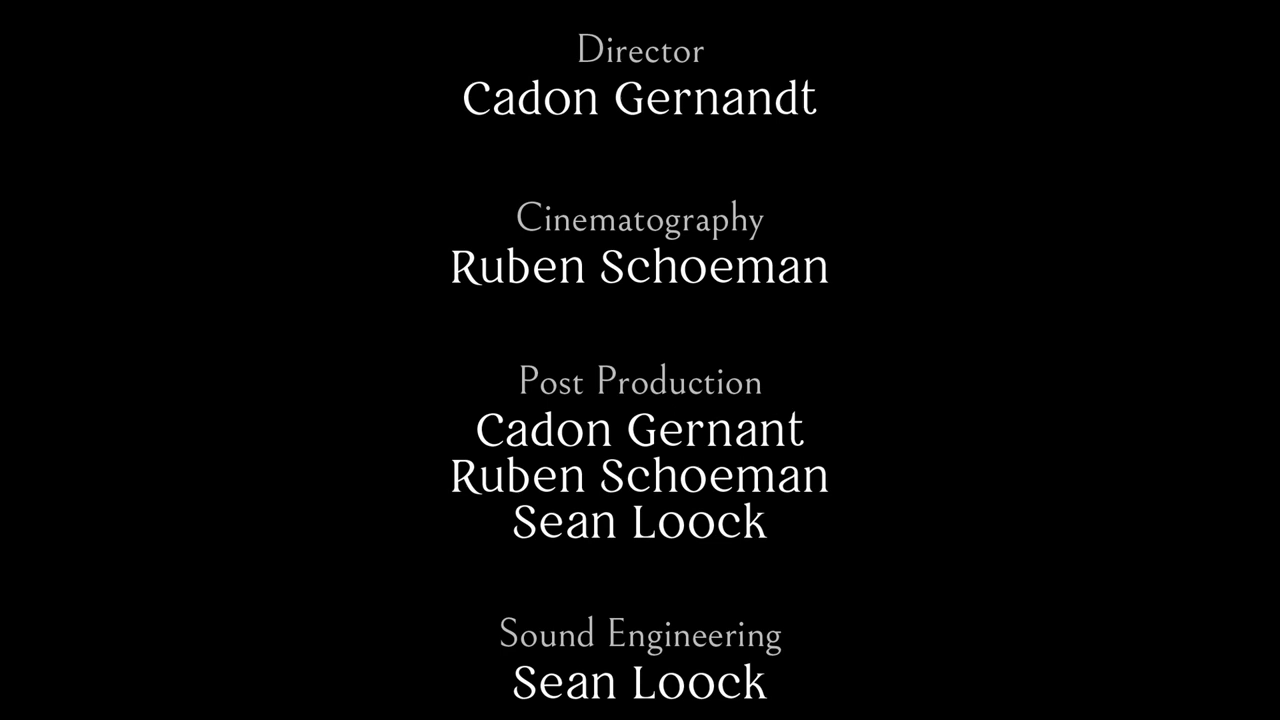 Director
Cadon Gernandt
Cinematography
Ruben Schoeman
Post Production
Cadon Gernant
Ruben Schoeman
Sean Loock
Sound Engineering
Sean Loock